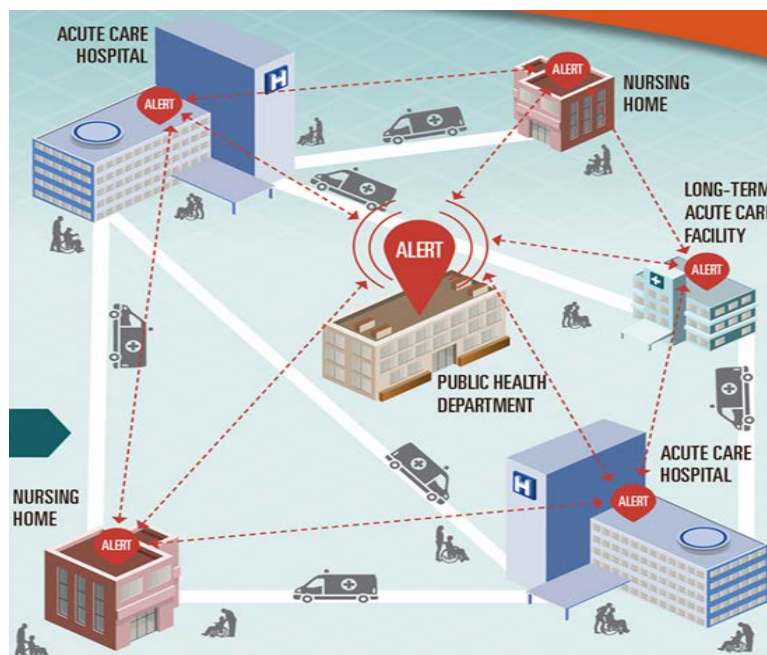 ACUTE CARE
HOSPITAL
H
ALERT
ALERT
NURSING
HOME
LONG-TERM
ACUTE CARE
FACILITY
ALERT
ALERT
PUBLIC HEALTH
DEPARTMENT
ACUTE CARE
HOSPITAL
H
ALERT
NURSING
HOME
ALERT